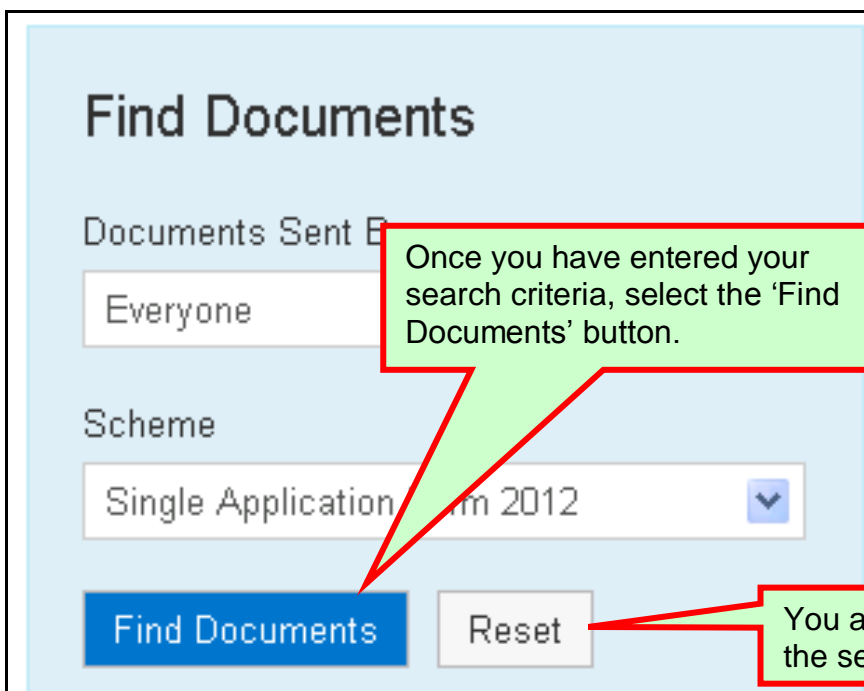 Find Documents
Documents Sent
Everyone
Once you have entered your
search criteria, select the ‘Find
Documents’ button.
Scheme
Single Application 2012
Find Documents
Reset
You
the